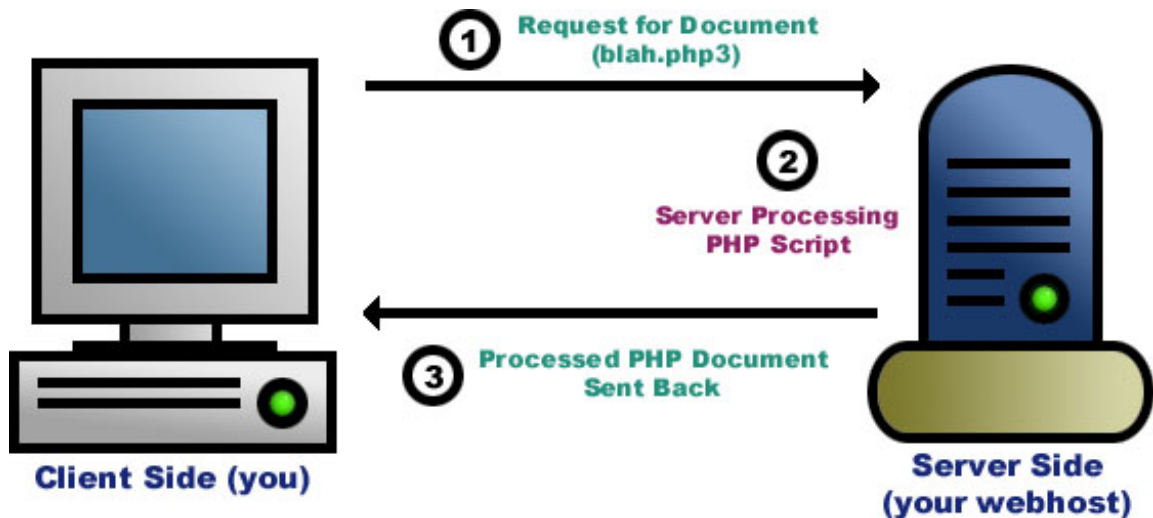 1
Request for Document
(blah.php3)
2
Server Processing
PHP Script
3
Processed PHP Document
Sent Back
Client Side (you)
Server Side
(your webhost)